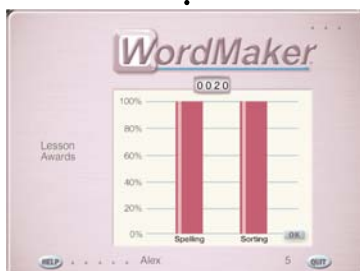 WordMaker
0020
100%
80%
60%
40%
20%
0%
Lesson
Awards
Spelling
Sorting
OK
HELP
Alex
5
QUIT